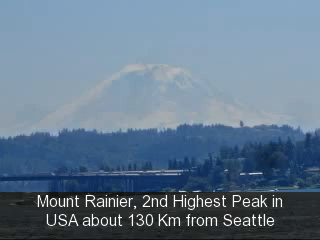 Mount Rainier, 2nd Highest Peak in
USA about 130 Km from Seattle